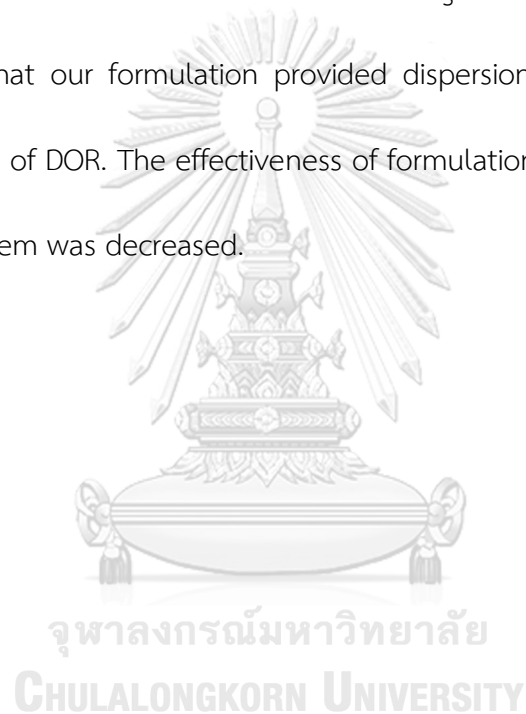 hat our formulation provided dispersion
of DOR. The effectiveness of formulation
em was decreased.
จุฬาลงกรณ์มหาวิทยาลัย
CHULALONGKORN UNIVERSITY